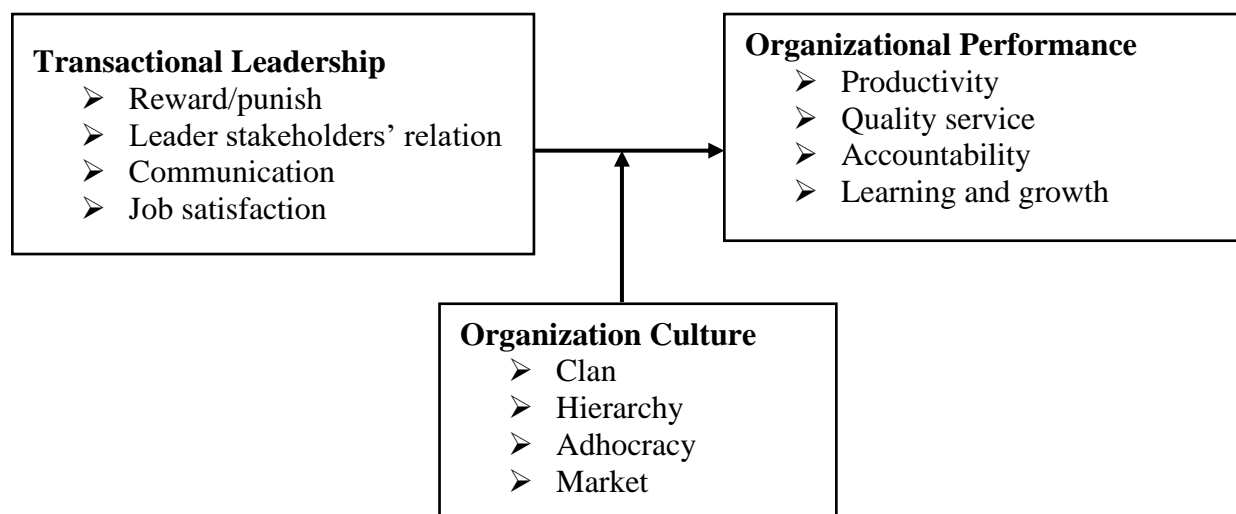 Transactional Leadership
➢ Reward/punish
➢ Leader stakeholders’ relation
➢ Communication
➢ Job satisfaction
Organizational Performance
➢ Productivity
➢ Quality service
➢ Accountability
➢ Learning and growth
Organization Culture
➢ Clan
➢ Hierarchy
➢ Adhocracy
➢ Market